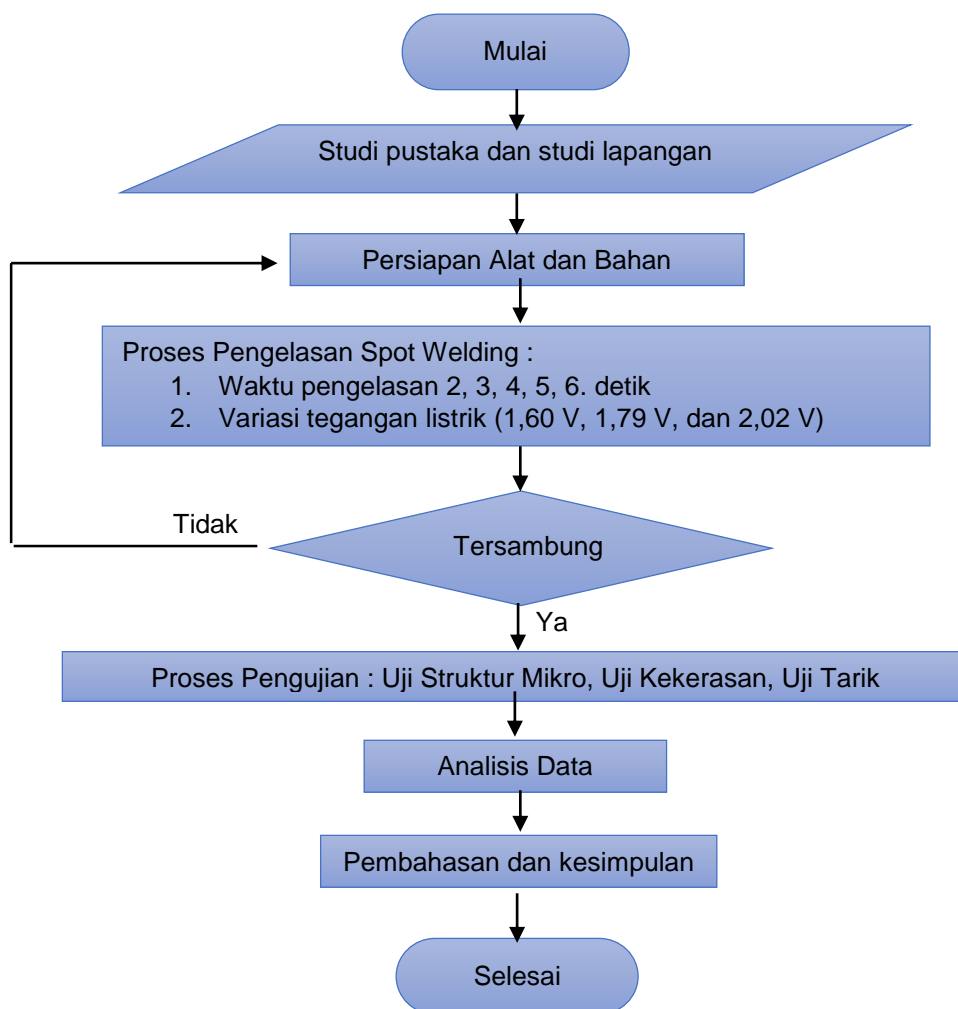 Mulai
Studi pustaka dan studi lapangan
Persiapan Alat dan Bahan
Proses Pengelasan Spot Welding :
1. Waktu pengelasan 2, 3, 4, 5, 6. detik
2. Variasi tegangan listrik (1,60 V, 1,79 V, dan 2,02 V)
Tidak
Tersambung
Ya
Proses Pengujian : Uji Struktur Mikro, Uji Kekerasan, Uji Tarik
Analisis Data
Pembahasan dan kesimpulan
Selesai